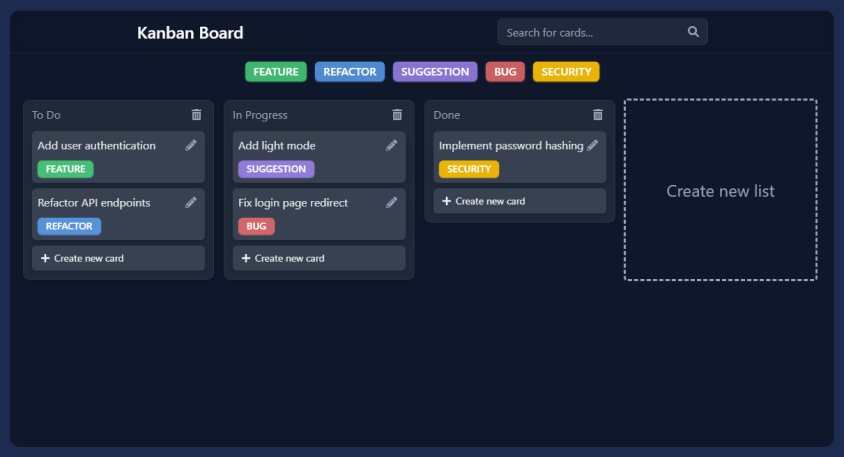 Kanban Board
Search for cards...
FEATURE
REFACTOR
SUGGESTION
BUG
SECURITY
To Do
Add user authentication
FEATURE
Refactor API endpoints
REFACTOR
Create new card
In Progress
Add light mode
SUGGESTION
Fix login page redirect
BUG
Create new card
Done
Implement password hashing
SECURITY
Create new card
Create new list